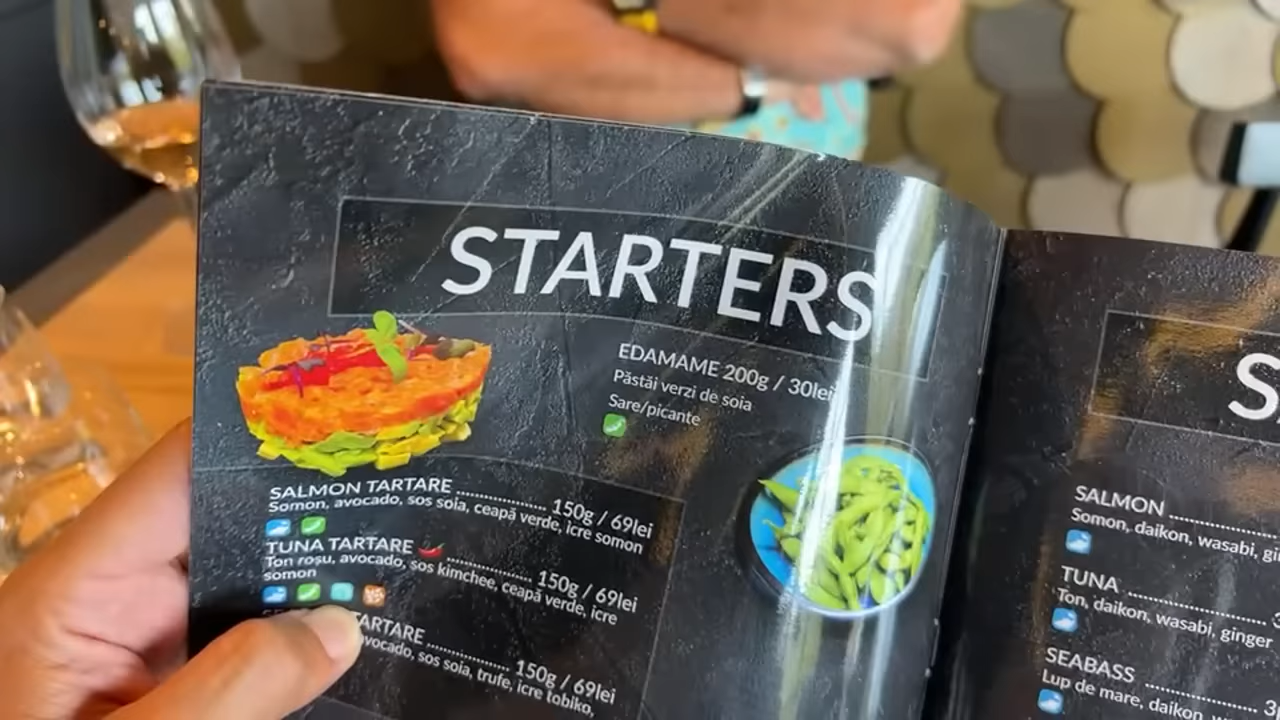 STARTERS
EDAMAME 200g / 30lei
Păstăi verzi de soia
Sare/picante
SALMON TARTARE ............ 150g / 69lei
Somon, avocado, sos soia, ceapă verde, icre somon
TUNA TARTARE ............ 150g / 69lei
Ton roșu, avocado, sos kimchee, ceapă verde, icre
somon
TARTARE ............ 150g / 69lei
avocado, sos soia, trufe, icre tobiko,
S
SALMON
Somon, daikon, wasabi,
TUNA
Ton, daikon, wasabi, ginger
SEABASS
Lup de mare, daikon